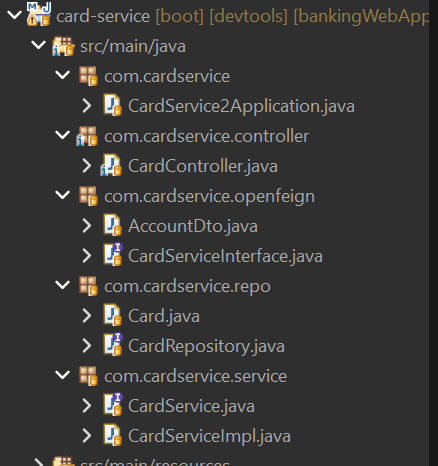 card-service [boot] [devtools] [bankingWebApp
src/main/java
com.cardservice
CardService2Application.java
com.cardservice.controller
CardController.java
com.cardservice.openfeign
AccountDto.java
CardServiceInterface.java
com.cardservice.repo
Card.java
CardRepository.java
com.cardservice.service
CardService.java
CardServiceImpl.java
src/main/resources